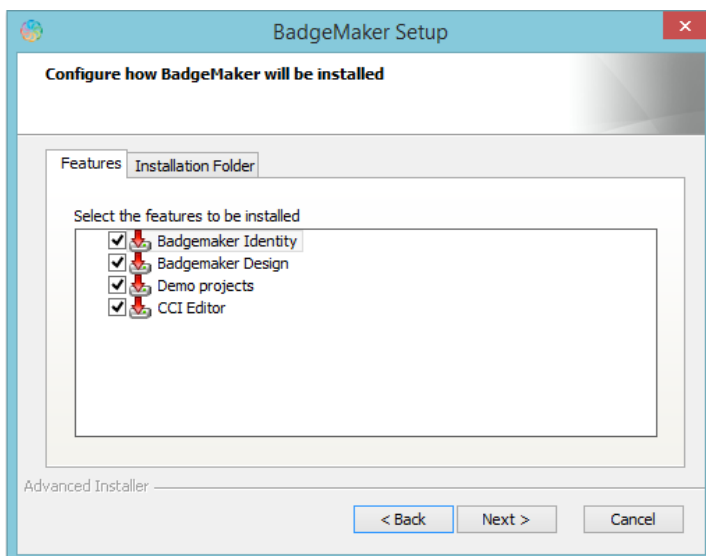 BadgeMaker Setup
Configure how BadgeMaker will be installed
Features
Installation Folder
Select the features to be installed
Badgemaker Identity
Badgemaker Design
Demo projects
CCI Editor
Advanced Installer
< Back
Next >
Cancel